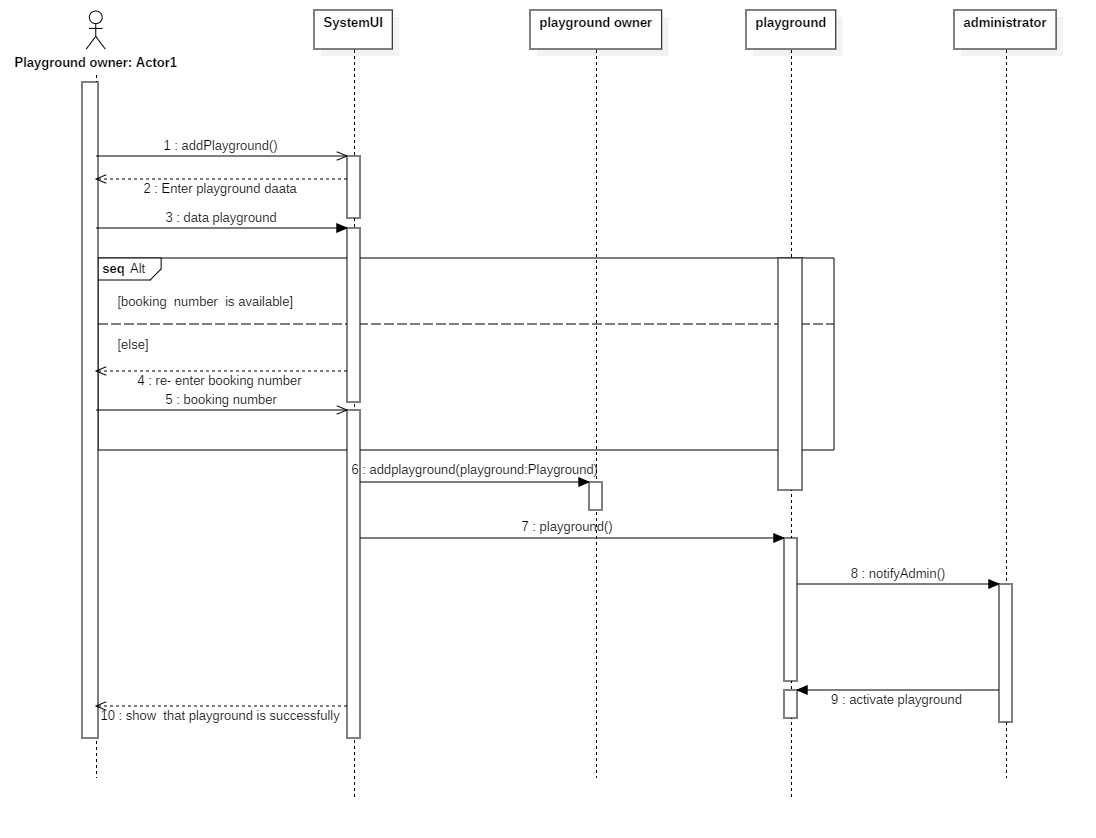 SystemUI
playground owner
playground
administrator
Playground owner: Actor1
1 : addPlayground()
2 : Enter playground daata
3 : data playground
seq Alt
[booking  number  is available]
[else]
4 : re- enter booking number
5 : booking number
6 : addplayground(playground:Playground)
7 : playground()
8 : notifyAdmin()
9 : activate playground
10 : show  that playground is successfully